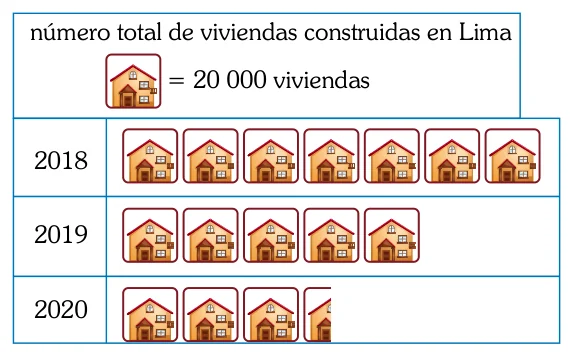 número total de viviendas construidas en Lima
= 20 000 viviendas
2018
2019
2020